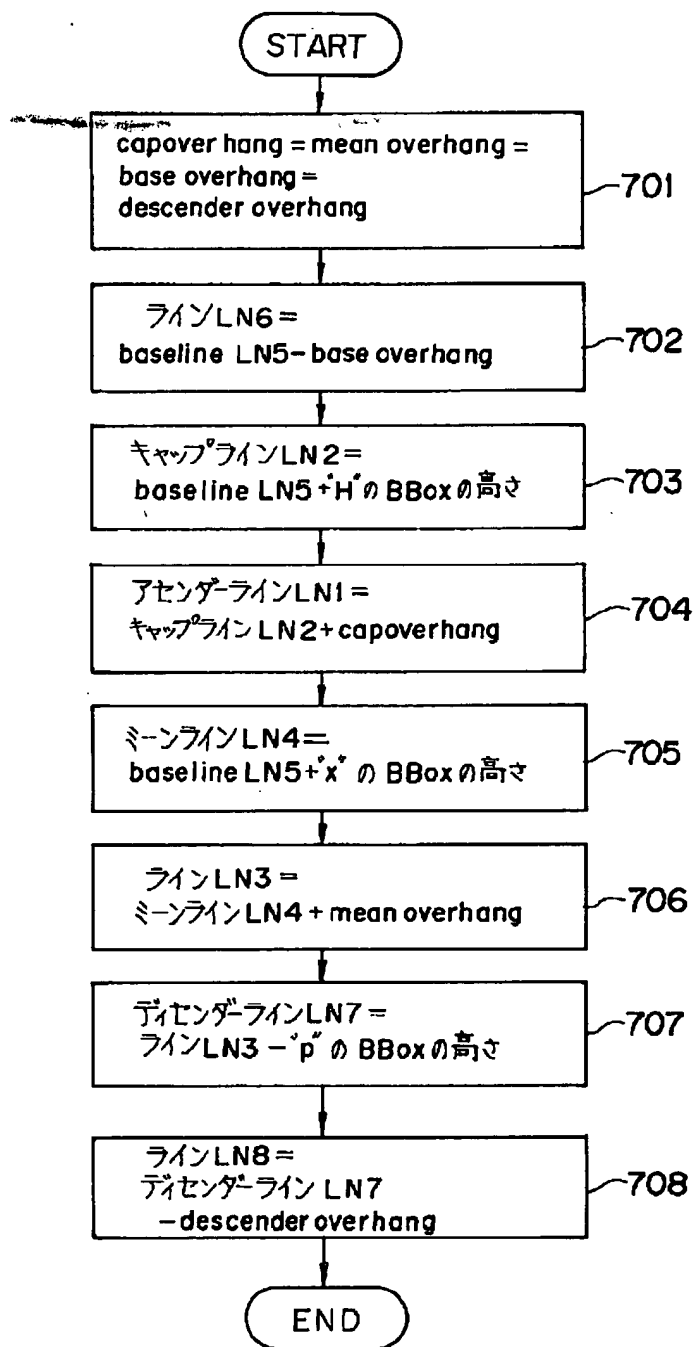 START
capover hang = mean overhang =
base overhang =
descender overhang
701
ラインLN6=
baseline LN5-base overhang
702
キャップラインLN2=
baseline LN5+"H"のBBoxの高さ
703
アセンダーラインLN1=
キャップラインLN2+capoverhang
704
ミーンラインLN4=
baseline LN5+"x"のBBoxの高さ
705
ラインLN3=
ミーンラインLN4+mean overhang
706
ディセンダーラインLN7=
ラインLN3-"p"のBBoxの高さ
707
ラインLN8=
ディセンダーラインLN7
-descender overhang
708
END